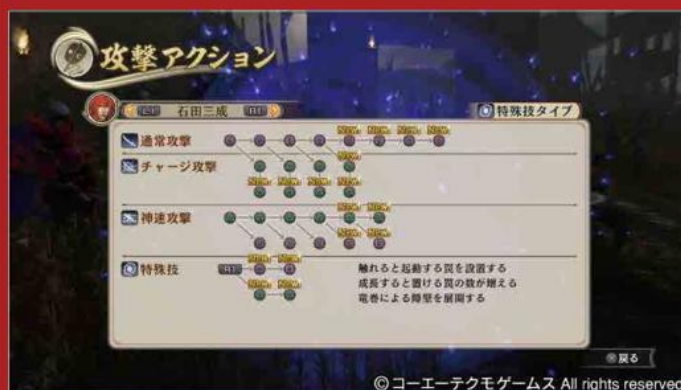 攻撃アクション
L1 石田三成 R1
特殊技タイプ
通常攻撃
New. New. New. New.
チャージ攻撃
New.
New. New. New. New.
神速攻撃
New. New.
New. New.
特殊技
R1
New. New.
New. New.
触れると起動する罠を設置する
成長すると置ける罠の数が増える
竜巻による障壁を展開する
戻る
©コーエーテクモゲームス All rights reserved.